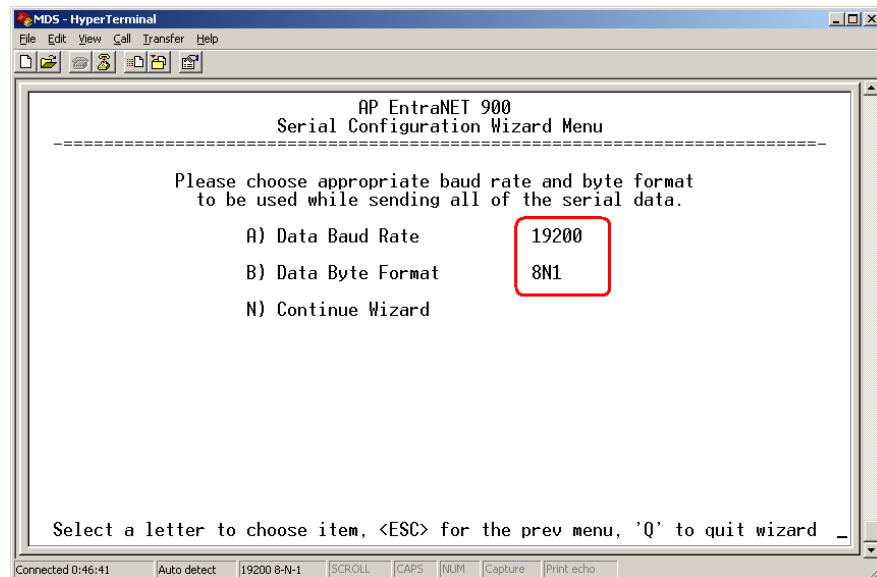 MDS - HyperTerminal
File Edit View Call Transfer Help
AP EntraNET 900
Serial Configuration Wizard Menu
-==========================================================================-
Please choose appropriate baud rate and byte format
to be used while sending all of the serial data.
A) Data Baud Rate 19200
B) Data Byte Format 8N1
N) Continue Wizard
Select a letter to choose item, <ESC> for the prev menu, 'Q' to quit wizard _
Connected 0:46:41 Auto detect 19200 8-N-1 SCROLL CAPS NUM Capture Print echo